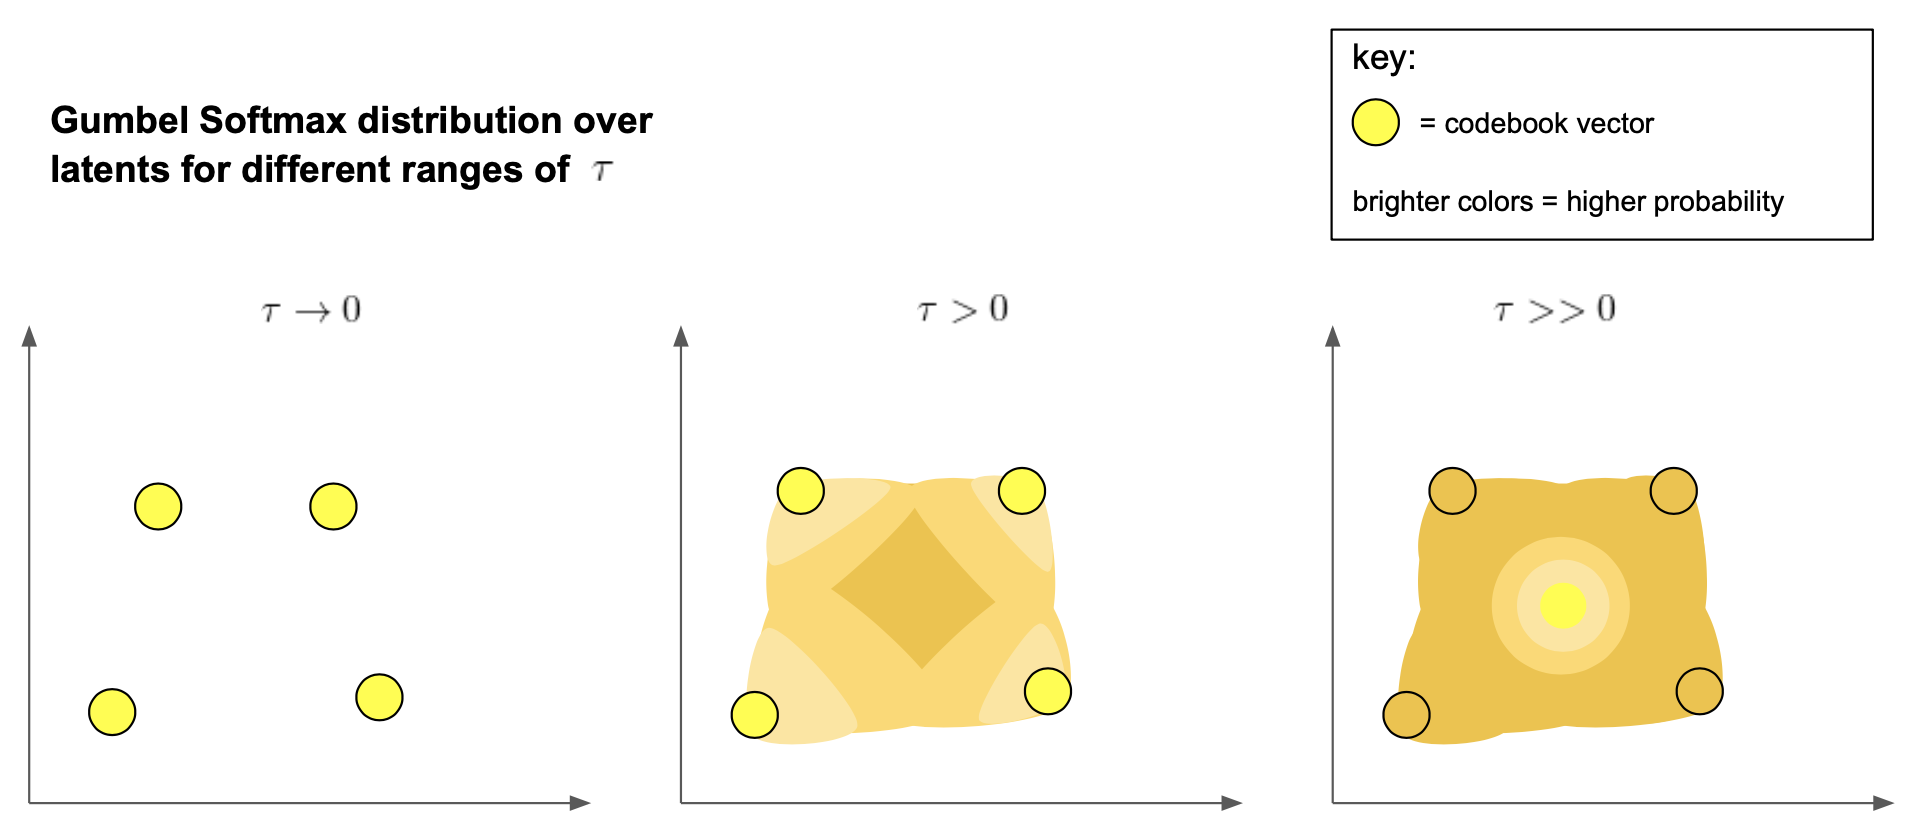 Gumbel Softmax distribution over
latents for different ranges of τ
key:
= codebook vector
brighter colors = higher probability
τ → 0
τ > 0
τ >> 0